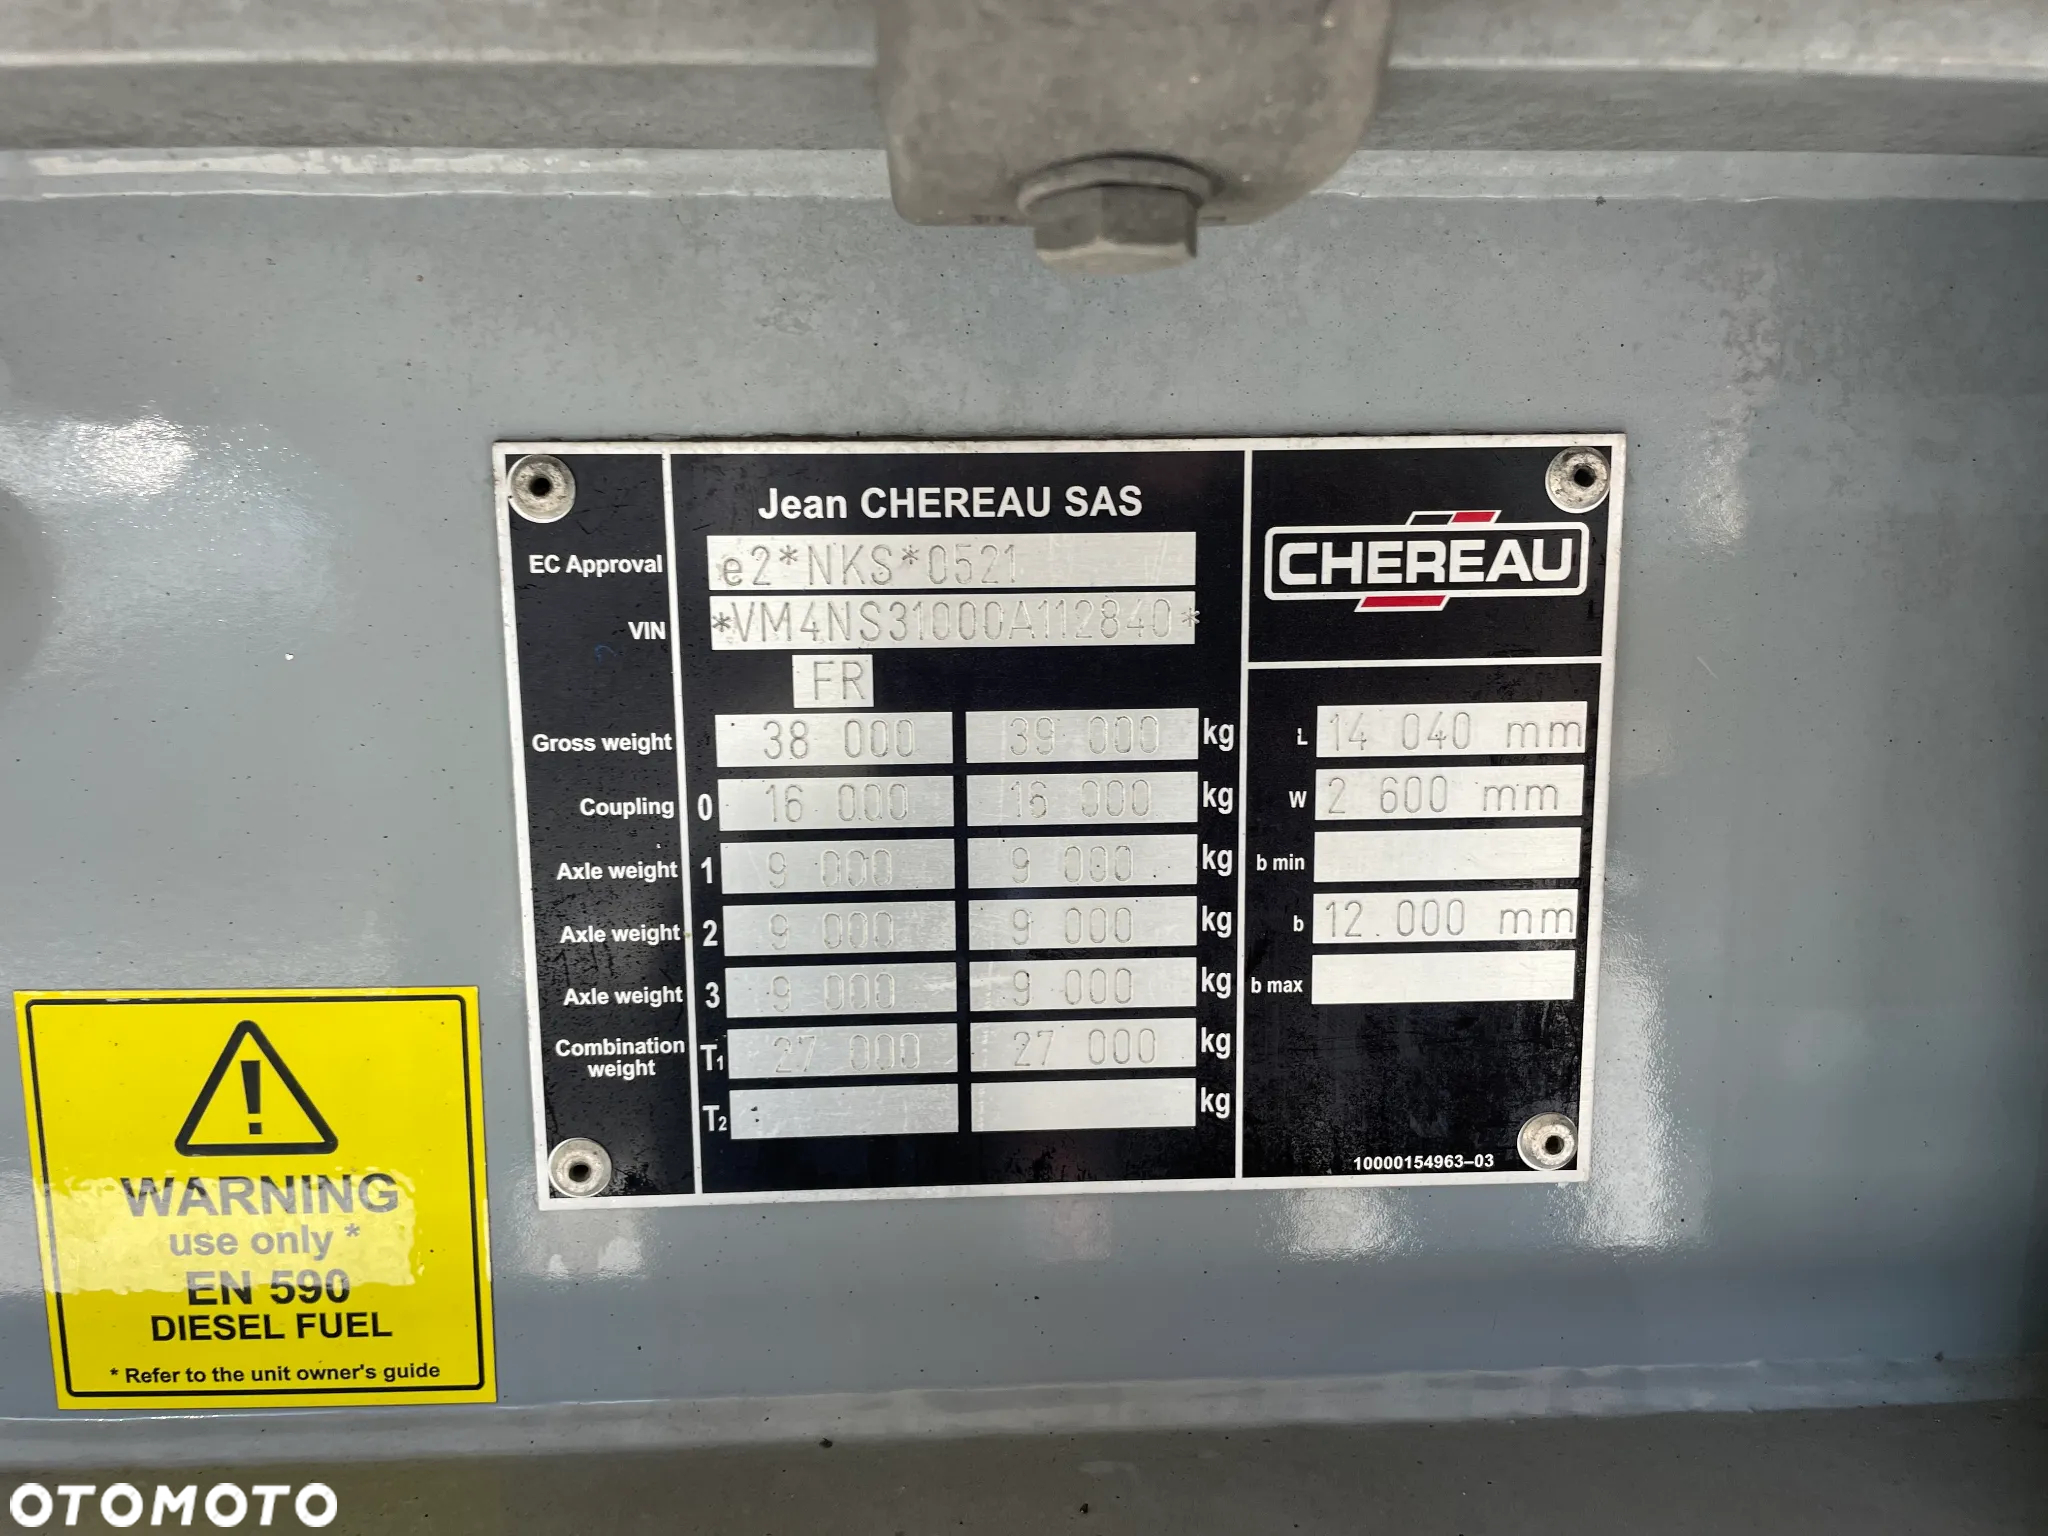 Jean CHEREAU SAS
CHEREAU
EC Approval e2*NKS*0521
VIN *VM4NS31000A112840*
FR
Gross weight 38 000 39 000 kg
Coupling 0 16 000 16 000 kg
Axle weight 1 9 000 9 000 kg
Axle weight 2 9 000 9 000 kg
Axle weight 3 9 000 9 000 kg
Combination weight T1 27 000 27 000 kg
T2 kg
L 14 040 mm
W 2 600 mm
b min
b 12.000 mm
b max
10000154963–03
WARNING
use only *
EN 590
DIESEL FUEL
* Refer to the unit owner's guide
OTOMOTO